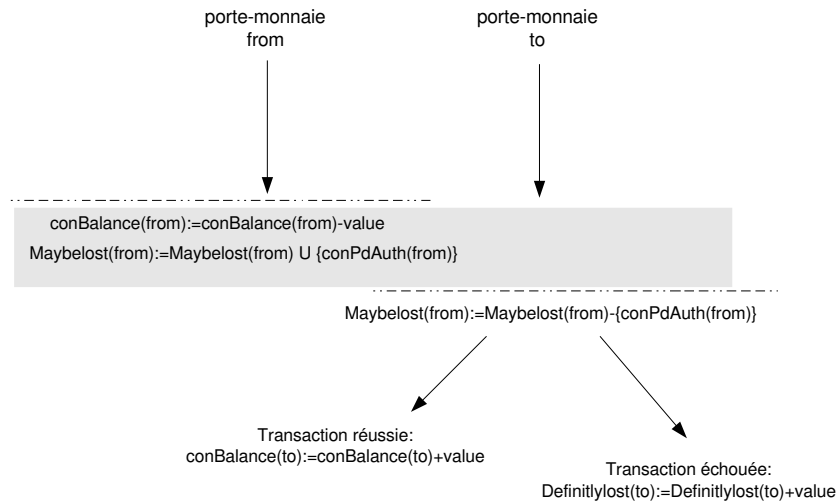 porte-monnaie
from
porte-monnaie
to
conBalance(from):=conBalance(from)-value
Maybelost(from):=Maybelost(from) U {conPdAuth(from)}
Maybelost(from):=Maybelost(from)-{conPdAuth(from)}
Transaction réussie:
conBalance(to):=conBalance(to)+value
Transaction échouée:
Definitlylost(to):=Definitlylost(to)+value